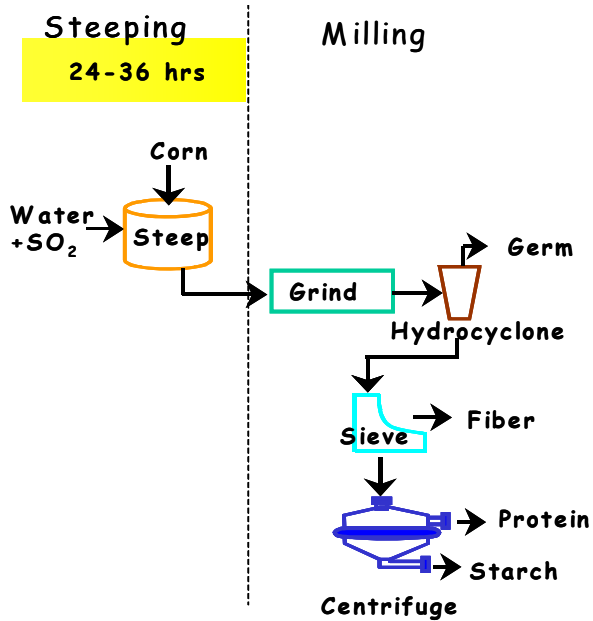 Steeping
Milling
24-36 hrs
Corn
Water
+SO₂
Steep
Germ
Grind
Hydrocyclone
Sieve
Fiber
Protein
Starch
Centrifuge